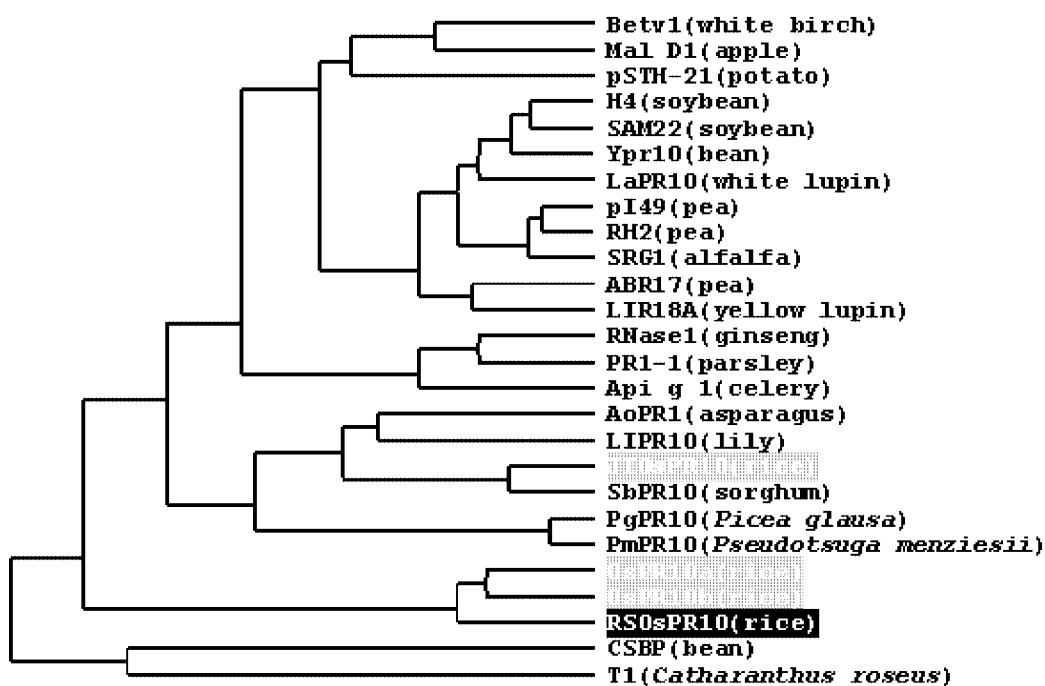 Betv1(white birch)
Mal D1(apple)
pSTH-21(potato)
H4(soybean)
SAM22(soybean)
Ypr10(bean)
LaPR10(white lupin)
pI49(pea)
RH2(pea)
SRG1(alfalfa)
ABR17(pea)
LIR18A(yellow lupin)
RNase1(ginseng)
PR1-1(parsley)
Api g 1(celery)
AoPR1(asparagus)
LIPR10(lily)
SbPR10(sorghum)
PgPR10(Picea glausa)
PmPR10(Pseudotsuga menziesii)
RSOsPR10(rice)
CSBP(bean)
T1(Catharanthus roseus)